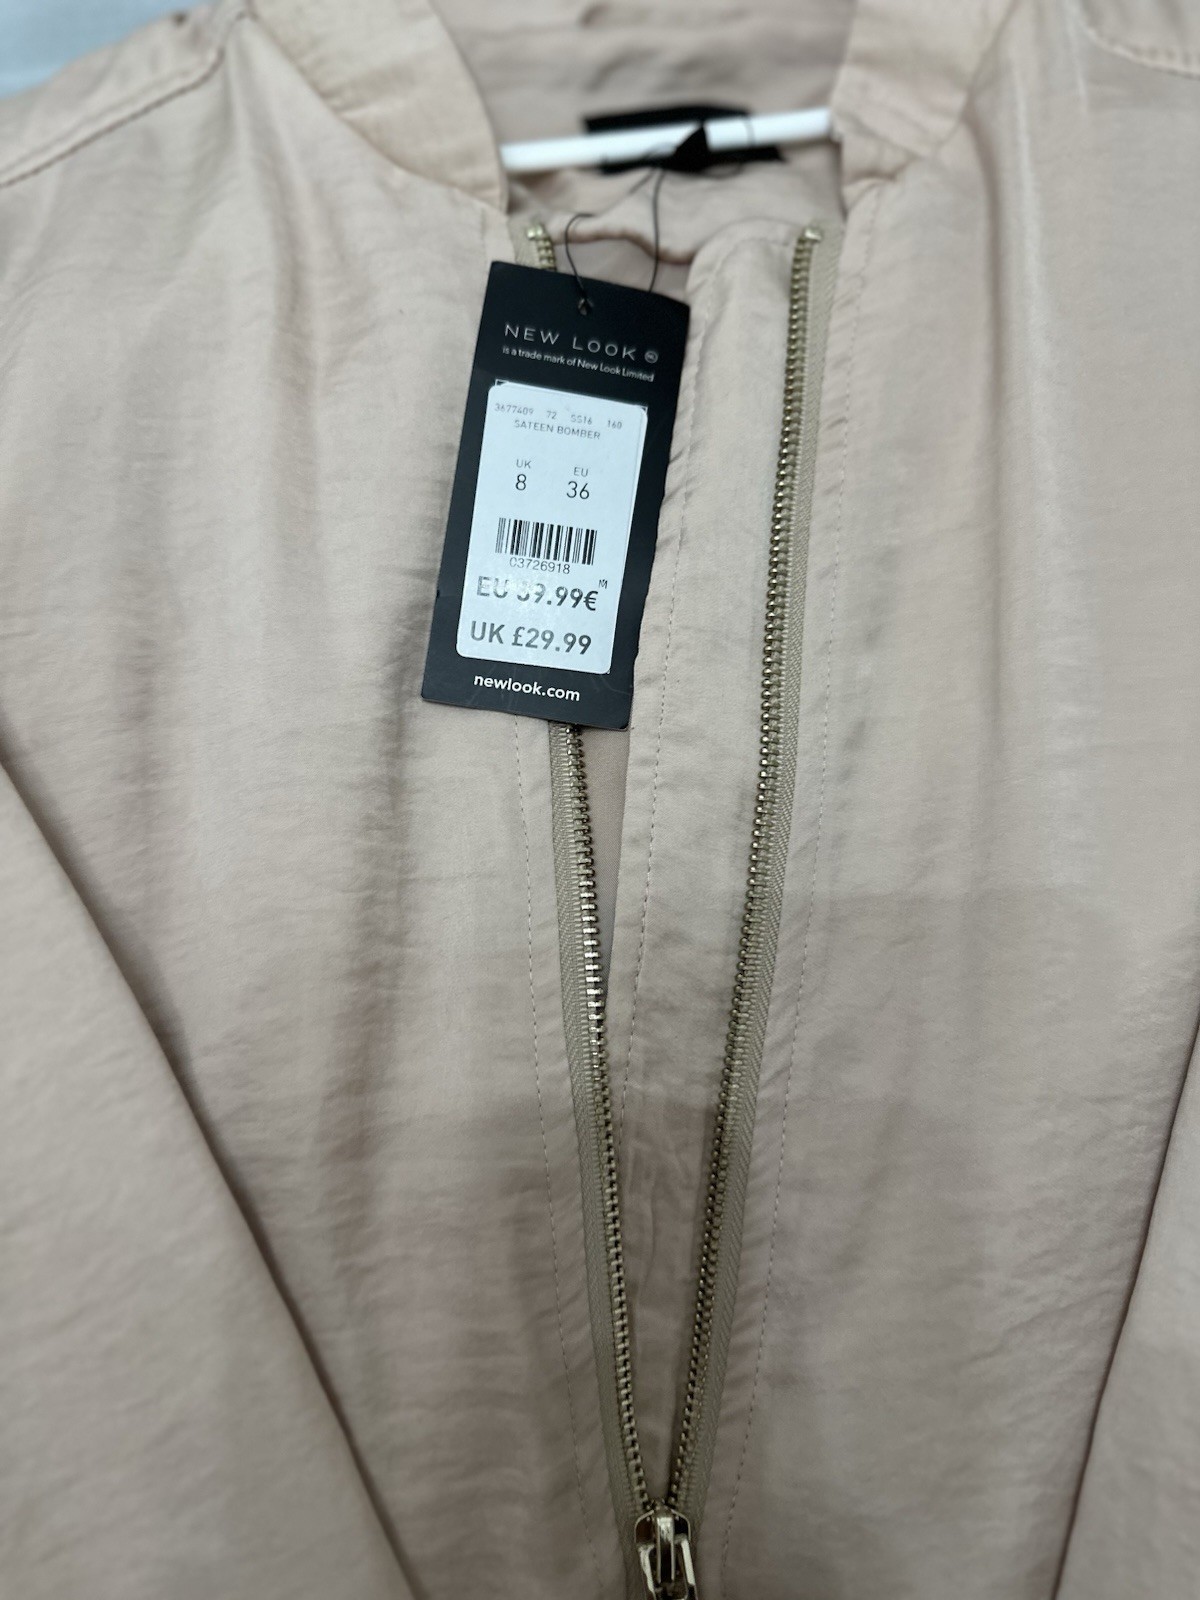 NEW LOOK
is a trade mark of New Look Limited
3677409 72 SS16 160
SATEEN BOMBER
UK EU
8 36
03726918
EU 39.99€ M
UK £29.99
newlook.com